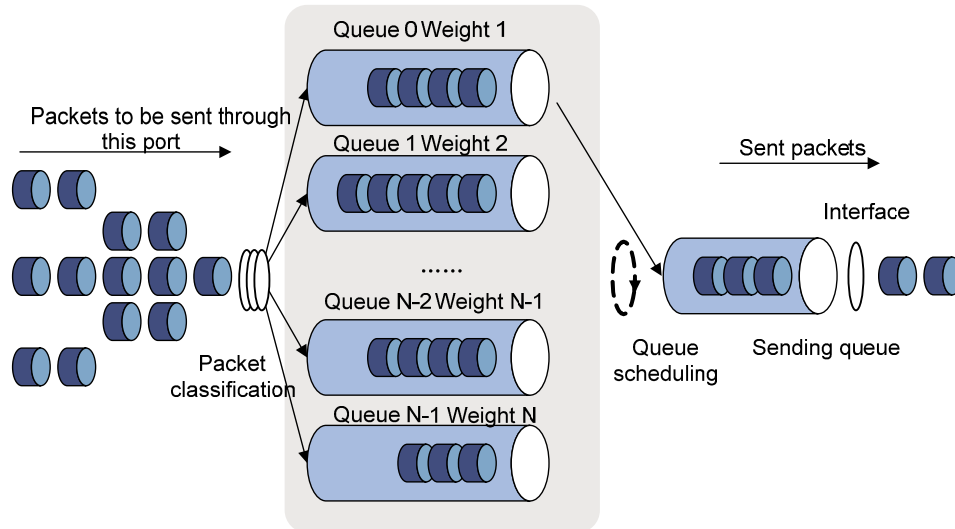 Queue 0 Weight 1
Packets to be sent through
this port
Queue 1 Weight 2
Sent packets
Interface
......
Queue N-2 Weight N-1
Packet
classification
Queue
scheduling
Sending queue
Queue N-1 Weight N